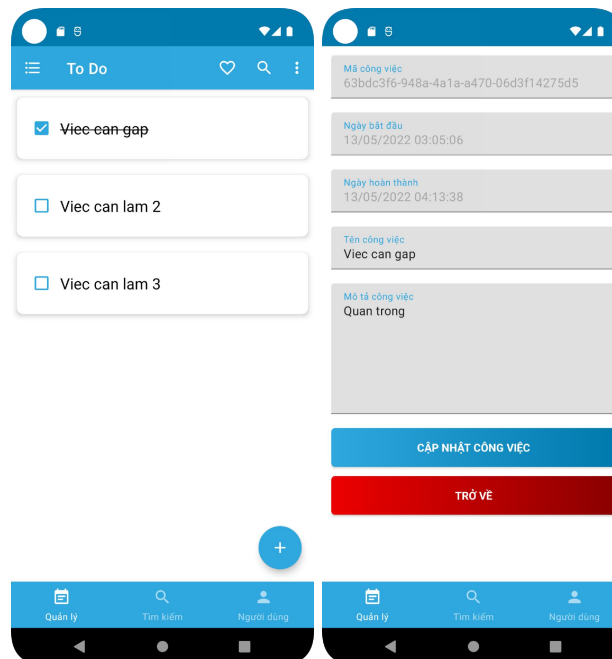 To Do
Viec can gap
Viec can lam 2
Viec can lam 3
+
Quản lý
Tìm kiếm
Người dùng
Mã công việc
63bdc3f6-948a-4a1a-a470-06d3f14275d5
Ngày bắt đầu
13/05/2022 03:05:06
Ngày hoàn thành
13/05/2022 04:13:38
Tên công việc
Viec can gap
Mô tả công việc
Quan trong
CẬP NHẬT CÔNG VIỆC
TRỞ VỀ
Quản lý
Tìm kiếm
Người dùng